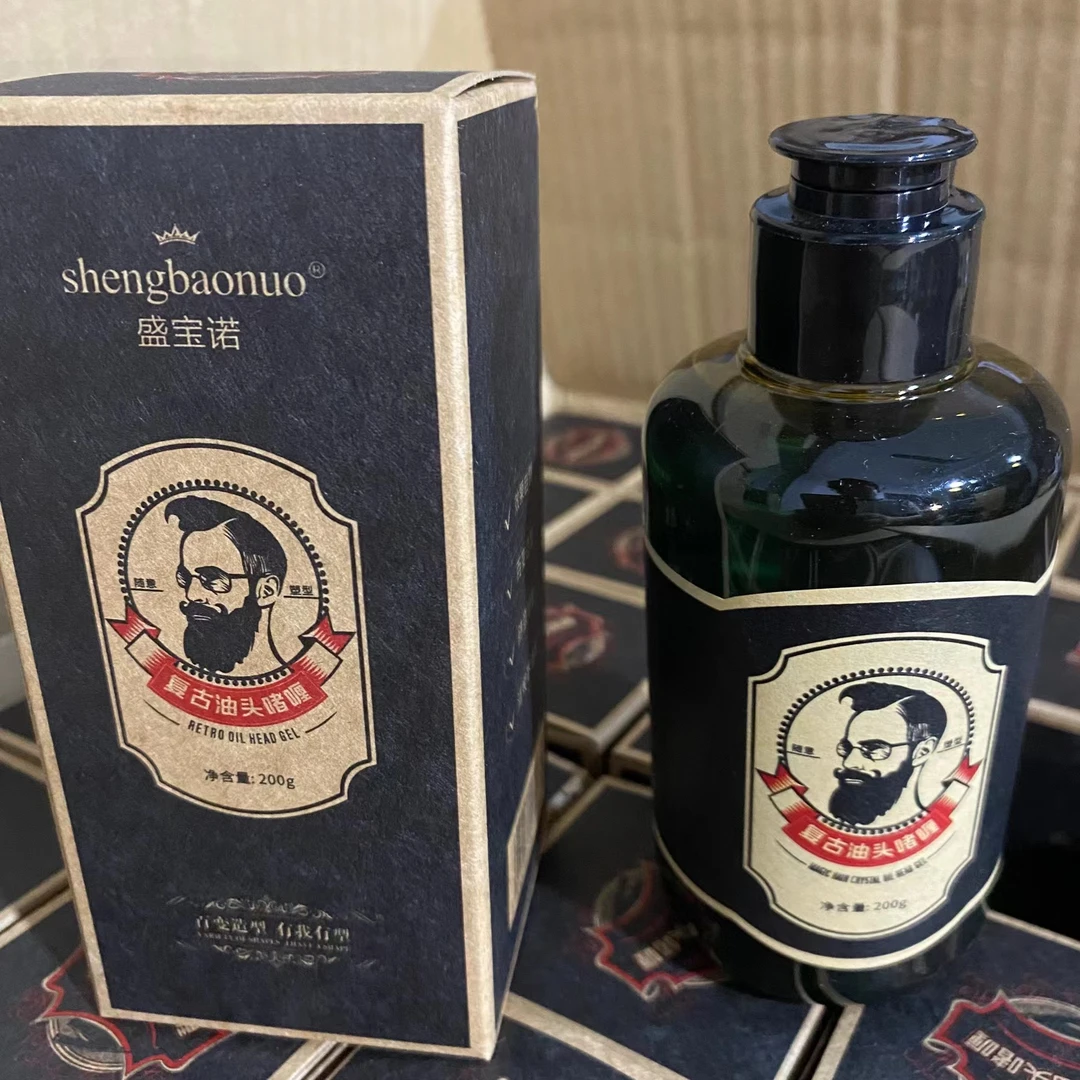 shengbaonuo®
盛宝诺
随意 塑型
复古油头啫喱
RETRO OIL HEAD GEL
净含量: 200g
百变造型 有我有型
随意 塑型
复古油头啫喱
净含量: 200g